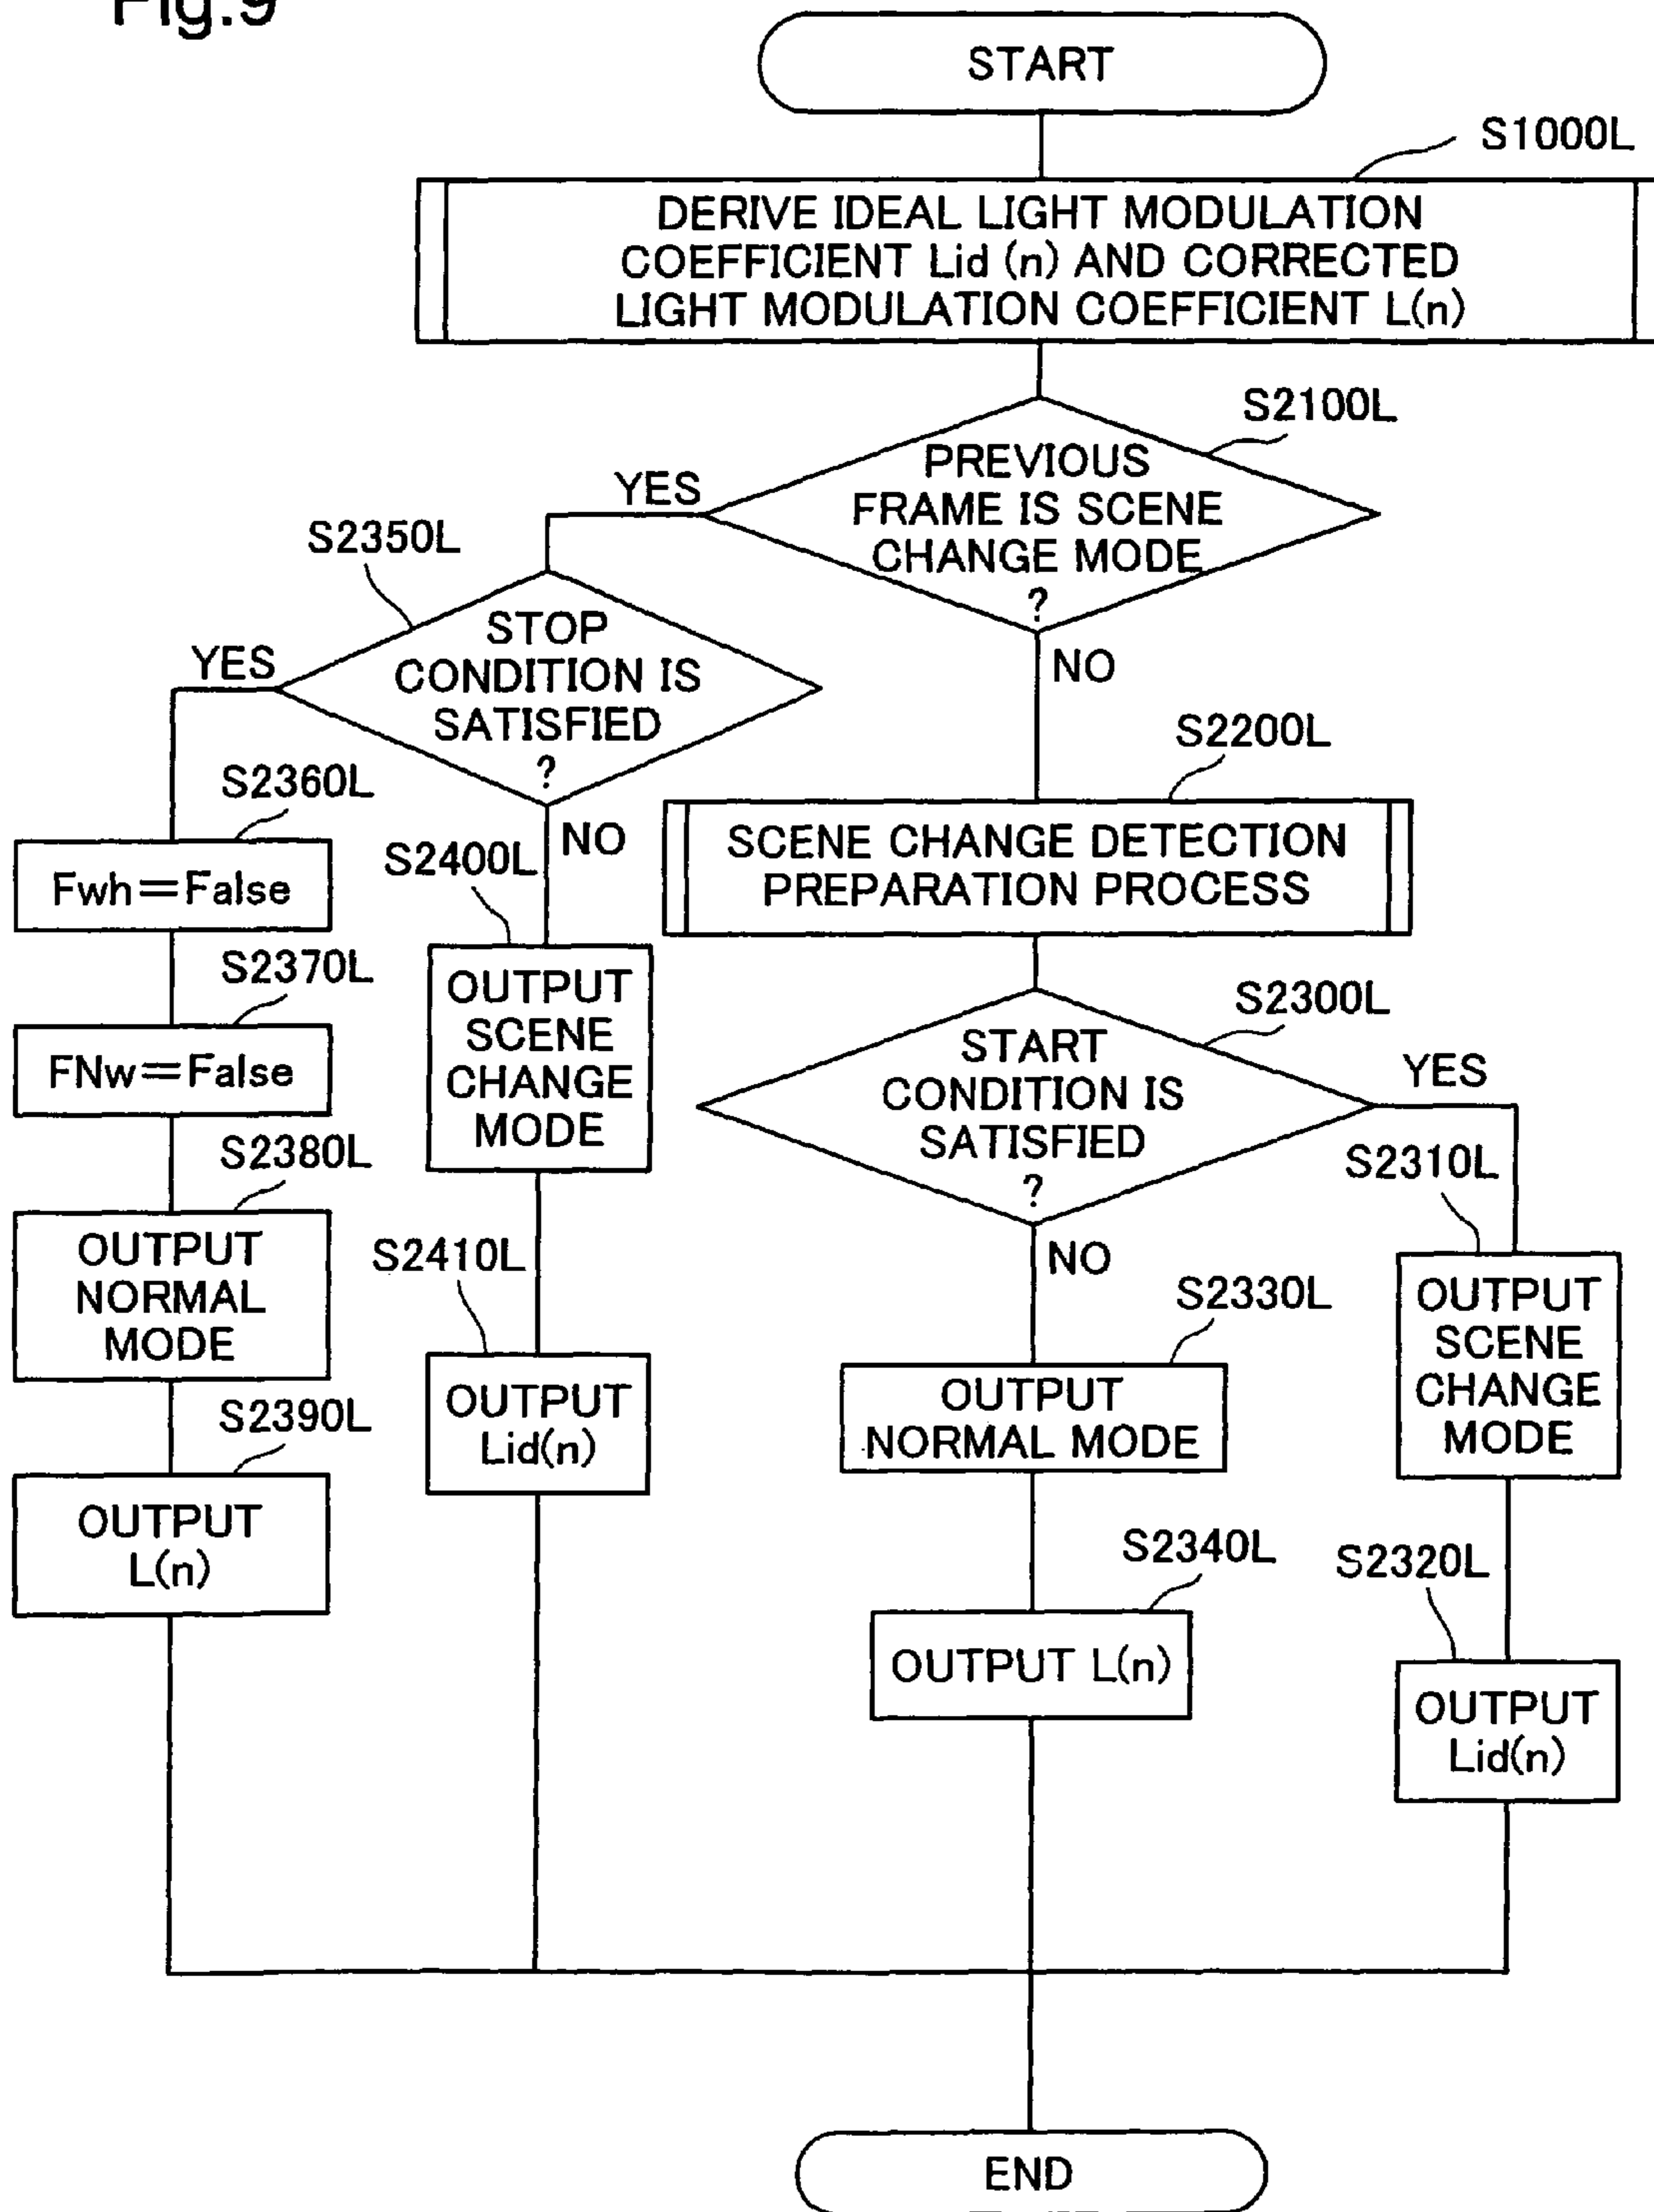 Fig.9
START
S1000L
DERIVE IDEAL LIGHT MODULATION
COEFFICIENT Lid (n) AND CORRECTED
LIGHT MODULATION COEFFICIENT L(n)
S2100L
PREVIOUS
FRAME IS SCENE
CHANGE MODE
?
YES
NO
S2350L
STOP
CONDITION IS
SATISFIED
?
YES
NO
S2360L
Fwh=False
S2370L
FNw=False
S2380L
OUTPUT
NORMAL
MODE
S2390L
OUTPUT
L(n)
S2400L
OUTPUT
SCENE
CHANGE
MODE
S2410L
OUTPUT
Lid(n)
S2200L
SCENE CHANGE DETECTION
PREPARATION PROCESS
S2300L
START
CONDITION IS
SATISFIED
?
YES
NO
S2330L
OUTPUT
NORMAL MODE
S2340L
OUTPUT L(n)
S2310L
OUTPUT
SCENE
CHANGE
MODE
S2320L
OUTPUT
Lid(n)
END